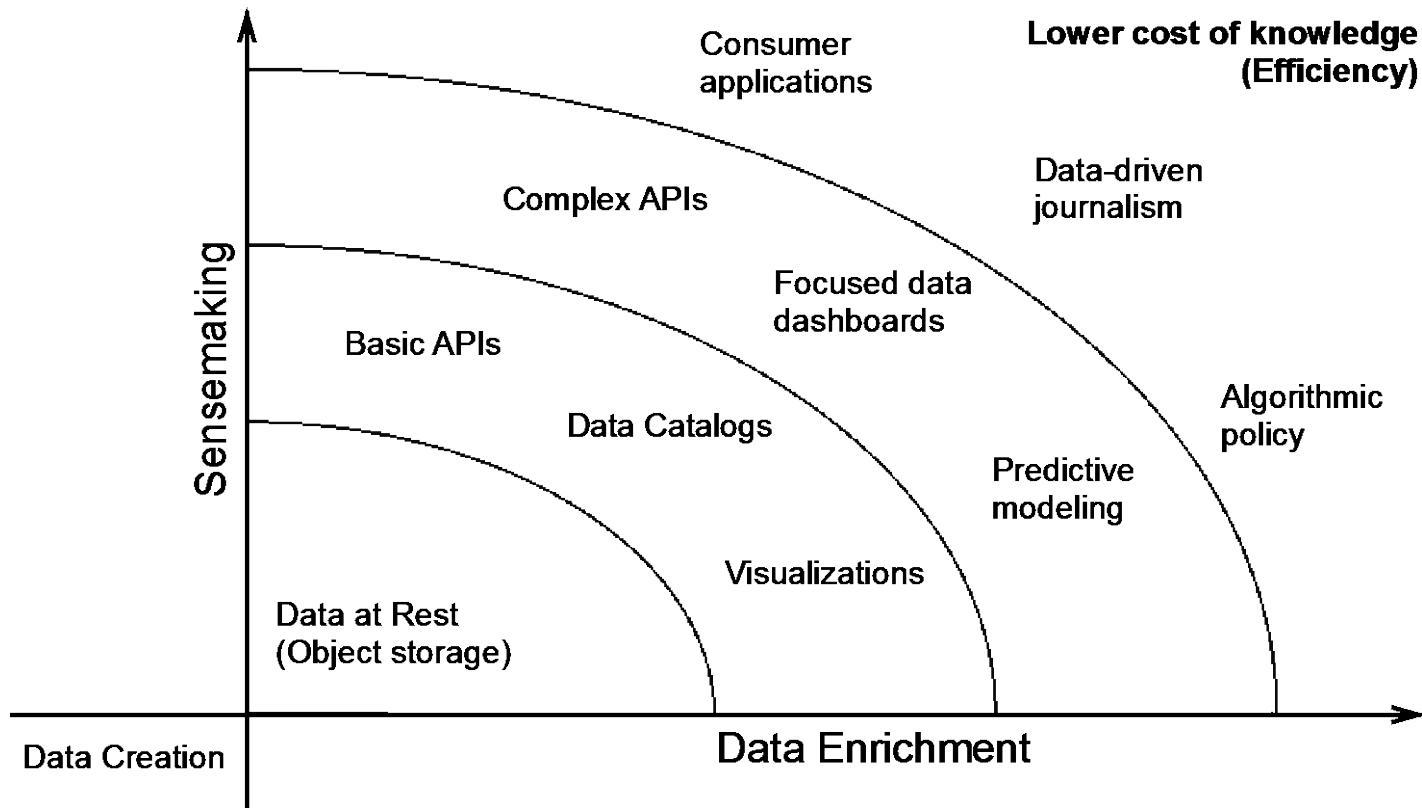 Consumer
applications
Lower cost of knowledge
(Efficiency)
Data-driven
journalism
Complex APIs
Focused data
dashboards
Basic APIs
Algorithmic
policy
Data Catalogs
Predictive
modeling
Sensemaking
Visualizations
Data at Rest
(Object storage)
Data Creation
Data Enrichment